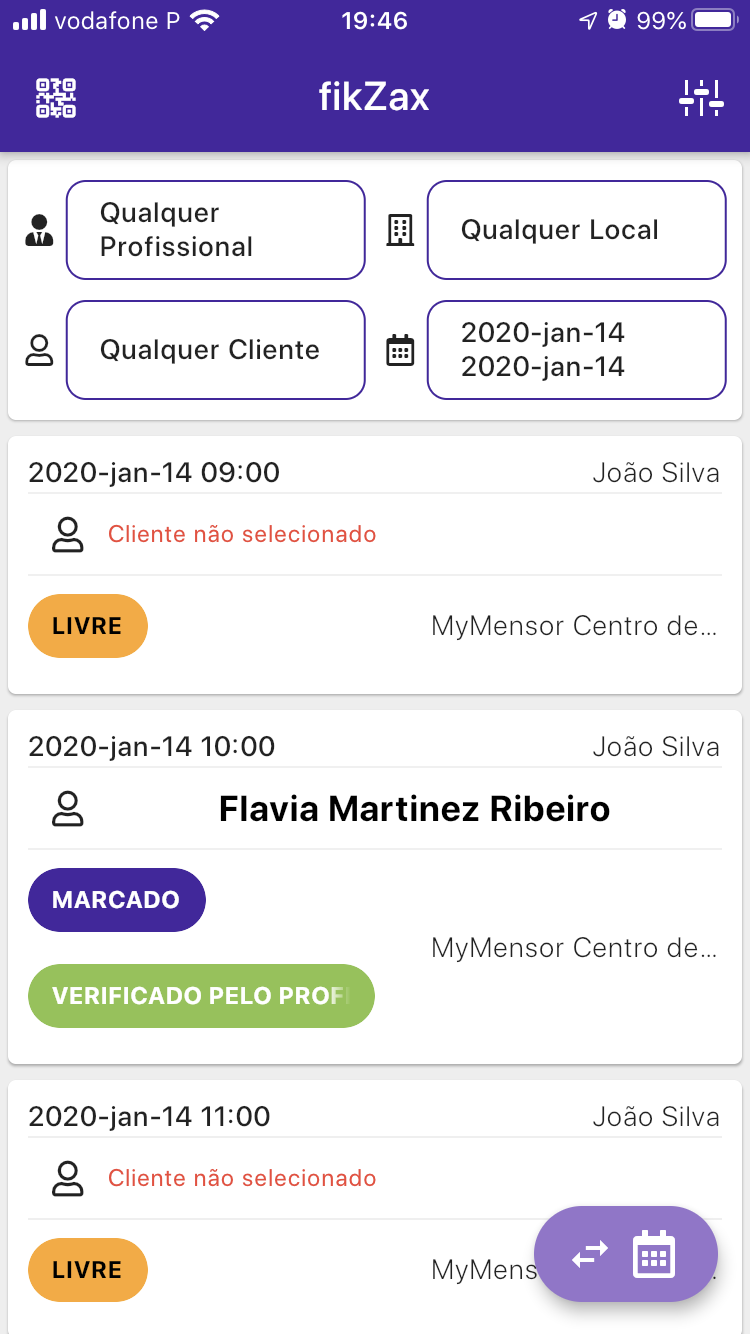 vodafone P 19:46 99%
fikZax
Qualquer
Profissional
Qualquer Local
Qualquer Cliente
2020-jan-14
2020-jan-14
2020-jan-14 09:00 João Silva
Cliente não selecionado
LIVRE MyMensor Centro de...
2020-jan-14 10:00 João Silva
Flavia Martinez Ribeiro
MARCADO
MyMensor Centro de...
VERIFICADO PELO PROF
2020-jan-14 11:00 João Silva
Cliente não selecionado
LIVRE MyMens